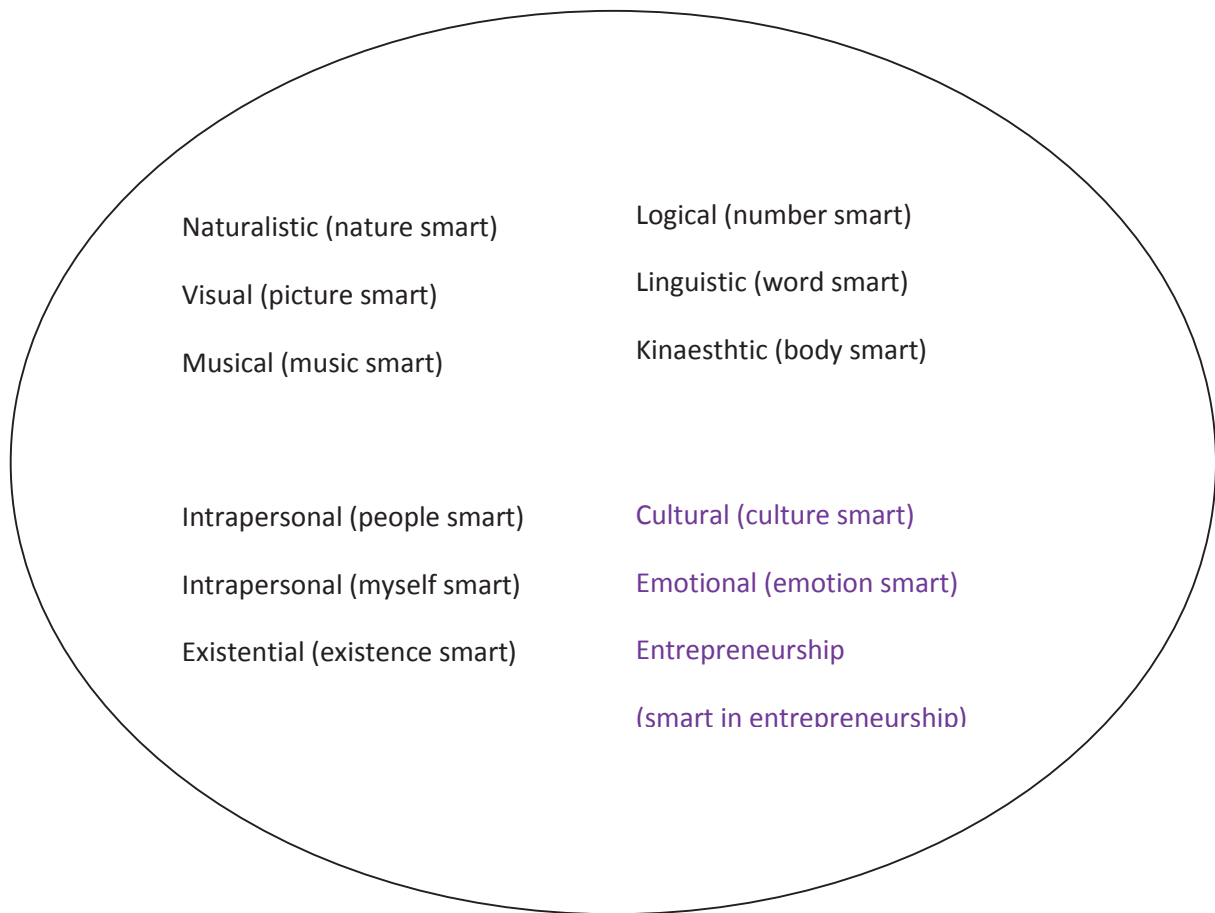 Naturalistic (nature smart)
Visual (picture smart)
Musical (music smart)
Logical (number smart)
Linguistic (word smart)
Kinaesthtic (body smart)
Intrapersonal (people smart)
Intrapersonal (myself smart)
Existential (existence smart)
Cultural (culture smart)
Emotional (emotion smart)
Entrepreneurship
(smart in entrepreneurship)